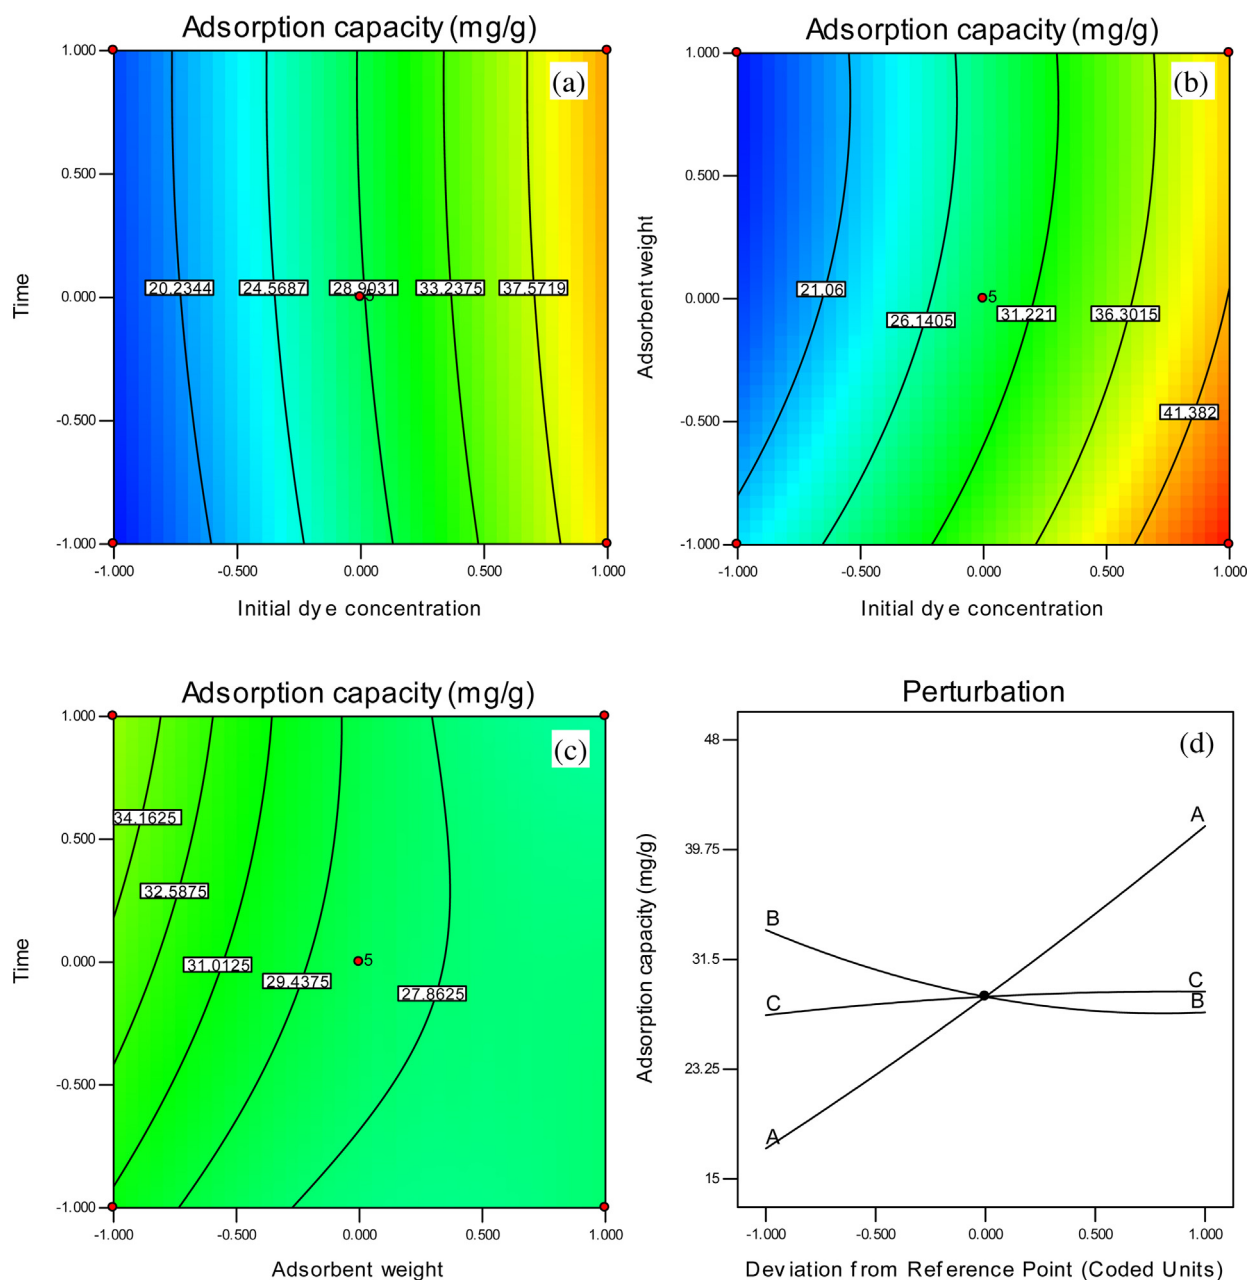 Adsorption capacity (mg/g)
(a)
1.000
0.500
0.000
-0.500
-1.000
Time
20.2344
24.5687
28.9031
33.2375
37.5719
5
-1.000
-0.500
0.000
0.500
1.000
Initial dye concentration
Adsorption capacity (mg/g)
(b)
1.000
0.500
0.000
-0.500
-1.000
Adsorbent weight
21.06
26.1405
5
31.221
36.3015
41.382
-1.000
-0.500
0.000
0.500
1.000
Initial dye concentration
Adsorption capacity (mg/g)
(c)
1.000
0.500
0.000
-0.500
-1.000
Time
34.1625
32.5875
31.0125
29.4375
5
27.8625
-1.000
-0.500
0.000
0.500
1.000
Adsorbent weight
Perturbation
(d)
48
39.75
31.5
23.25
15
Adsorption capacity (mg/g)
A
B
C
C
B
A
-1.000
-0.500
0.000
0.500
1.000
Deviation from Reference Point (Coded Units)